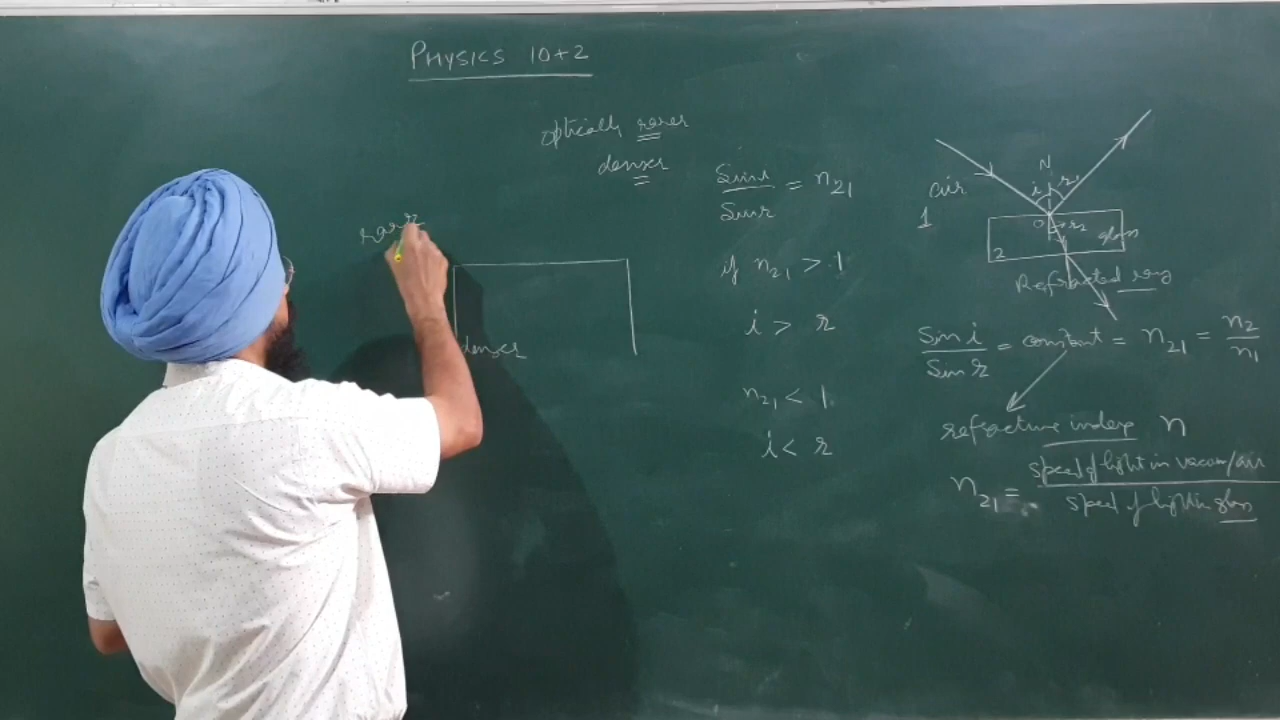 PHYSICS 10+2
optically rarer
denser
rarer
denser
Sin i / Sin r = n21
if n21 > 1
i > r
n21 < 1
i < r
N
air
i r1
1
O r2 glass
2
Refracted ray
Sin i / Sin r = constant = n21 = n2 / n1
refractive index n
n21 = speed of light in vacuum/air / speed of light in glass